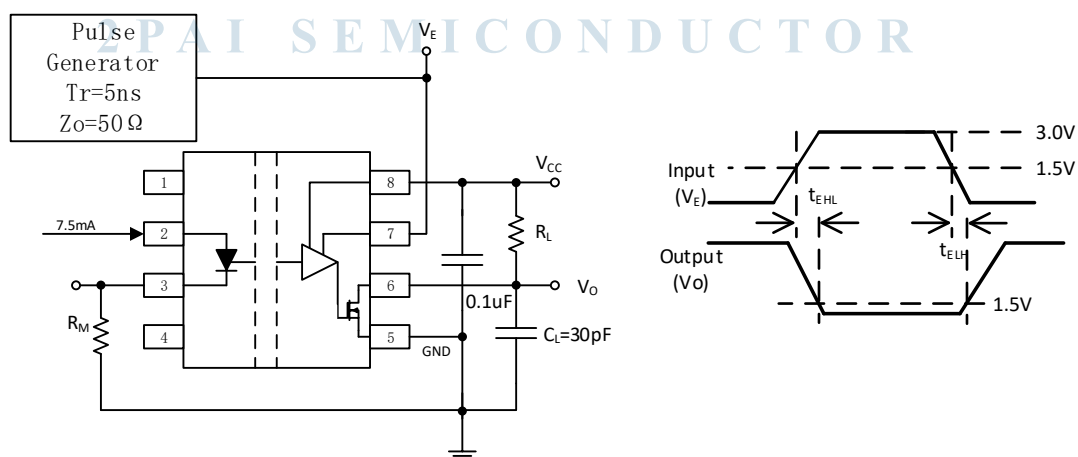 2PAI SEMICONDUCTOR
Pulse
Generator
Tr=5ns
Zo=50Ω
VE
1
2
3
4
8
7
6
5
7.5mA
RM
VCC
RL
VO
0.1uF
GND
CL=30pF
Input
(VE)
3.0V
1.5V
tEHL
tELH
Output
(Vo)
1.5V